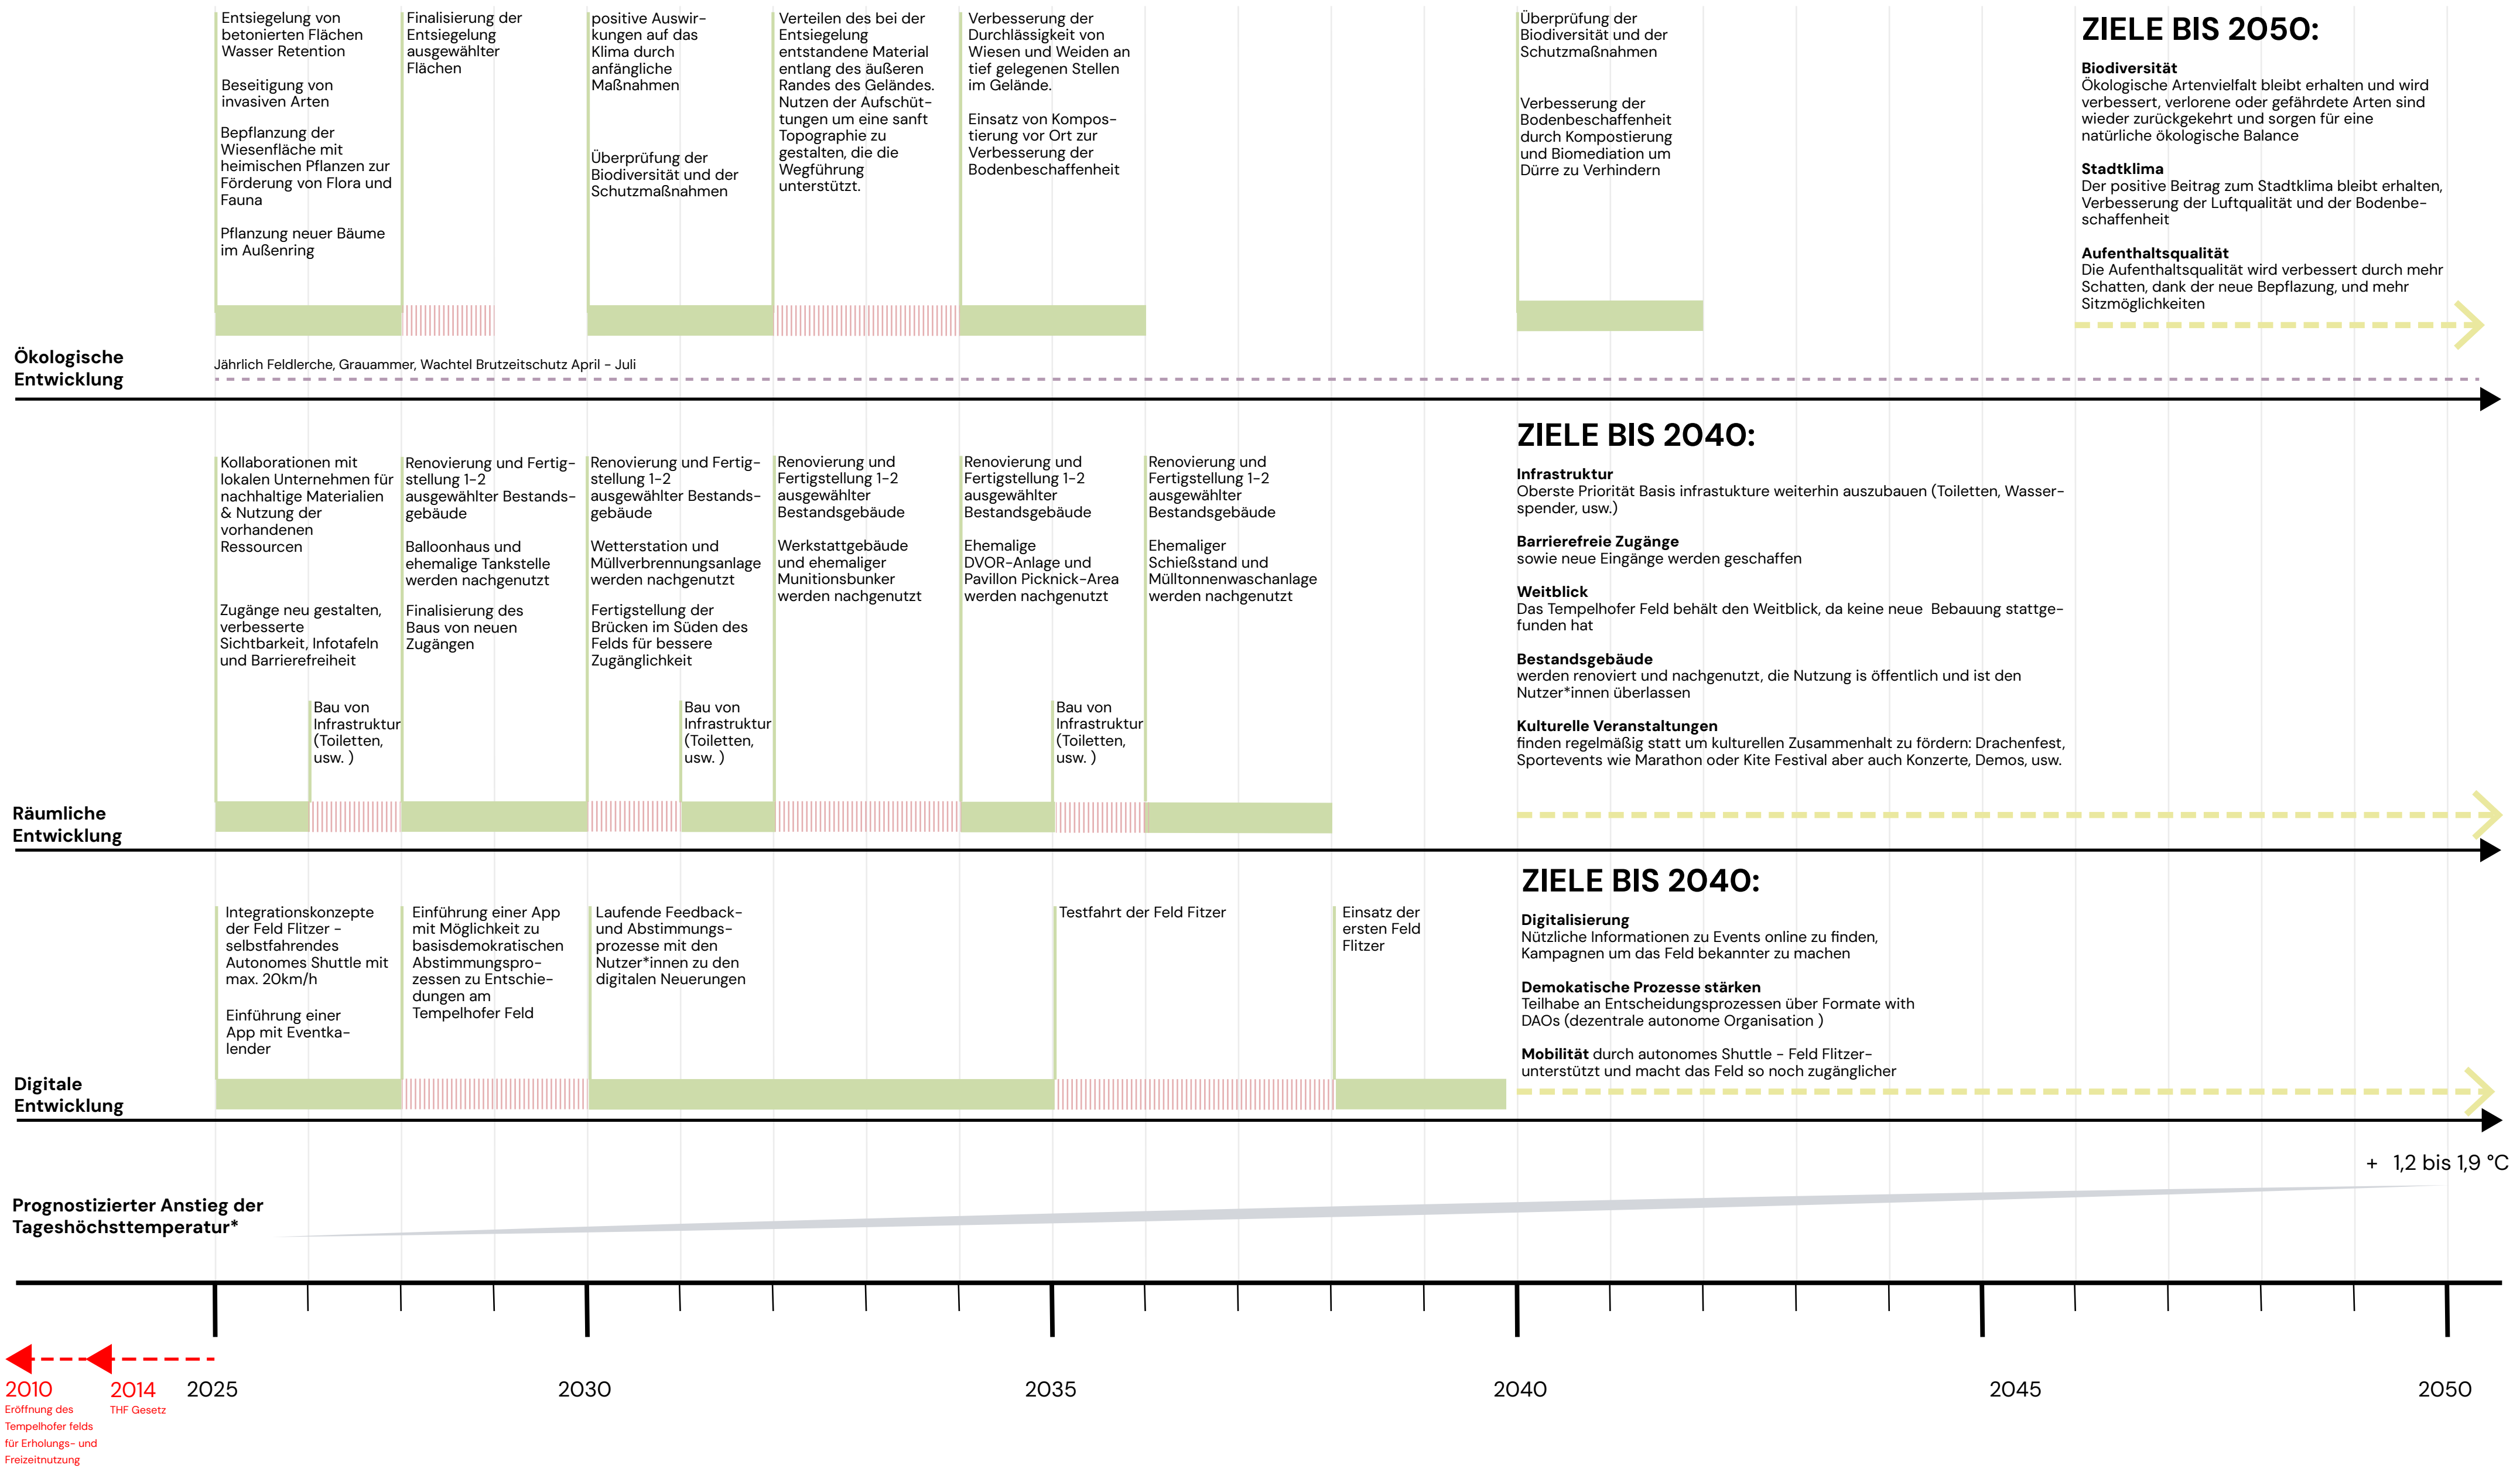 Entsiegelung von
betonierten Flächen
Wasser Retention
Beseitigung von
invasiven Arten
Bepflanzung der
Wiesenfläche mit
heimischen Pflanzen zur
Förderung von Flora und
Fauna
Pflanzung neuer Bäume
im Außenring
Finalisierung der
Entsiegelung
ausgewählter
Flächen
positive Auswir-
kungen auf das
Klima durch
anfängliche
Maßnahmen
Überprüfung der
Biodiversität und der
Schutzmaßnahmen
Verteilen des bei der
Entsiegelung
entstandene Material
entlang des äußeren
Randes des Geländes.
Nutzen der Aufschüt-
tungen um eine sanft
Topographie zu
gestalten, die die
Wegführung
unterstützt.
Verbesserung der
Durchlässigkeit von
Wiesen und Weiden an
tief gelegenen Stellen
im Gelände.
Einsatz von Kompos-
tierung vor Ort zur
Verbesserung der
Bodenbeschaffenheit
Überprüfung der
Biodiversität und der
Schutzmaßnahmen
Verbesserung der
Bodenbeschaffenheit
durch Kompostierung
und Biomediation um
Dürre zu Verhindern
ZIELE BIS 2050:
Biodiversität
Ökologische Artenvielfalt bleibt erhalten und wird
verbessert, verlorene oder gefährdete Arten sind
wieder zurückgekehrt und sorgen für eine
natürliche ökologische Balance
Stadtklima
Der positive Beitrag zum Stadtklima bleibt erhalten,
Verbesserung der Luftqualität und der Bodenbe-
schaffenheit
Aufenthaltsqualität
Die Aufenthaltsqualität wird verbessert durch mehr
Schatten, dank der neue Bepflazung, und mehr
Sitzmöglichkeiten
Ökologische
Entwicklung
Jährlich Feldlerche, Grauammer, Wachtel Brutzeitschutz April - Juli
Kollaborationen mit
lokalen Unternehmen für
nachhaltige Materialien
& Nutzung der
vorhandenen
Ressourcen
Zugänge neu gestalten,
verbesserte
Sichtbarkeit, Infotafeln
und Barrierefreiheit
Bau von
Infrastruktur
(Toiletten,
usw. )
Renovierung und Fertig-
stellung 1-2
ausgewählter Bestands-
gebäude
Balloonhaus und
ehemalige Tankstelle
werden nachgenutzt
Finalisierung des
Baus von neuen
Zugängen
Renovierung und Fertig-
stellung 1-2
ausgewählter Bestands-
gebäude
Wetterstation und
Müllverbrennungsanlage
werden nachgenutzt
Fertigstellung der
Brücken im Süden des
Felds für bessere
Zugänglichkeit
Bau von
Infrastruktur
(Toiletten,
usw. )
Renovierung und
Fertigstellung 1-2
ausgewählter
Bestandsgebäude
Werkstattgebäude
und ehemaliger
Munitionsbunker
werden nachgenutzt
Renovierung und
Fertigstellung 1-2
ausgewählter
Bestandsgebäude
Ehemalige
DVOR-Anlage und
Pavillon Picknick-Area
werden nachgenutzt
Bau von
Infrastruktur
(Toiletten,
usw. )
Renovierung und
Fertigstellung 1-2
ausgewählter
Bestandsgebäude
Ehemaliger
Schießstand und
Mülltonnenwaschanlage
werden nachgenutzt
ZIELE BIS 2040:
Infrastruktur
Oberste Priorität Basis infrastukture weiterhin auszubauen (Toiletten, Wasser-
spender, usw.)
Barrierefreie Zugänge
sowie neue Eingänge werden geschaffen
Weitblick
Das Tempelhofer Feld behält den Weitblick, da keine neue  Bebauung stattge-
funden hat
Bestandsgebäude
werden renoviert und nachgenutzt, die Nutzung is öffentlich und ist den
Nutzer*innen überlassen
Kulturelle Veranstaltungen
finden regelmäßig statt um kulturellen Zusammenhalt zu fördern: Drachenfest,
Sportevents wie Marathon oder Kite Festival aber auch Konzerte, Demos, usw.
Räumliche
Entwicklung
Integrationskonzepte
der Feld Flitzer -
selbstfahrendes
Autonomes Shuttle mit
max. 20km/h
Einführung einer
App mit Eventka-
lender
Einführung einer App
mit Möglichkeit zu
basisdemokratischen
Abstimmungspro-
zessen zu Entschie-
dungen am
Tempelhofer Feld
Laufende Feedback-
und Abstimmungs-
prozesse mit den
Nutzer*innen zu den
digitalen Neuerungen
Testfahrt der Feld Fitzer
Einsatz der
ersten Feld
Flitzer
ZIELE BIS 2040:
Digitalisierung
Nützliche Informationen zu Events online zu finden,
Kampagnen um das Feld bekannter zu machen
Demokatische Prozesse stärken
Teilhabe an Entscheidungsprozessen über Formate with
DAOs (dezentrale autonome Organisation )
Mobilität durch autonomes Shuttle - Feld Flitzer-
unterstützt und macht das Feld so noch zugänglicher
Digitale
Entwicklung
+ 1,2 bis 1,9 °C
Prognostizierter Anstieg der
Tageshöchsttemperatur*
2010
Eröffnung des
Tempelhofer felds
für Erholungs- und
Freizeitnutzung
2014
THF Gesetz
2025
2030
2035
2040
2045
2050